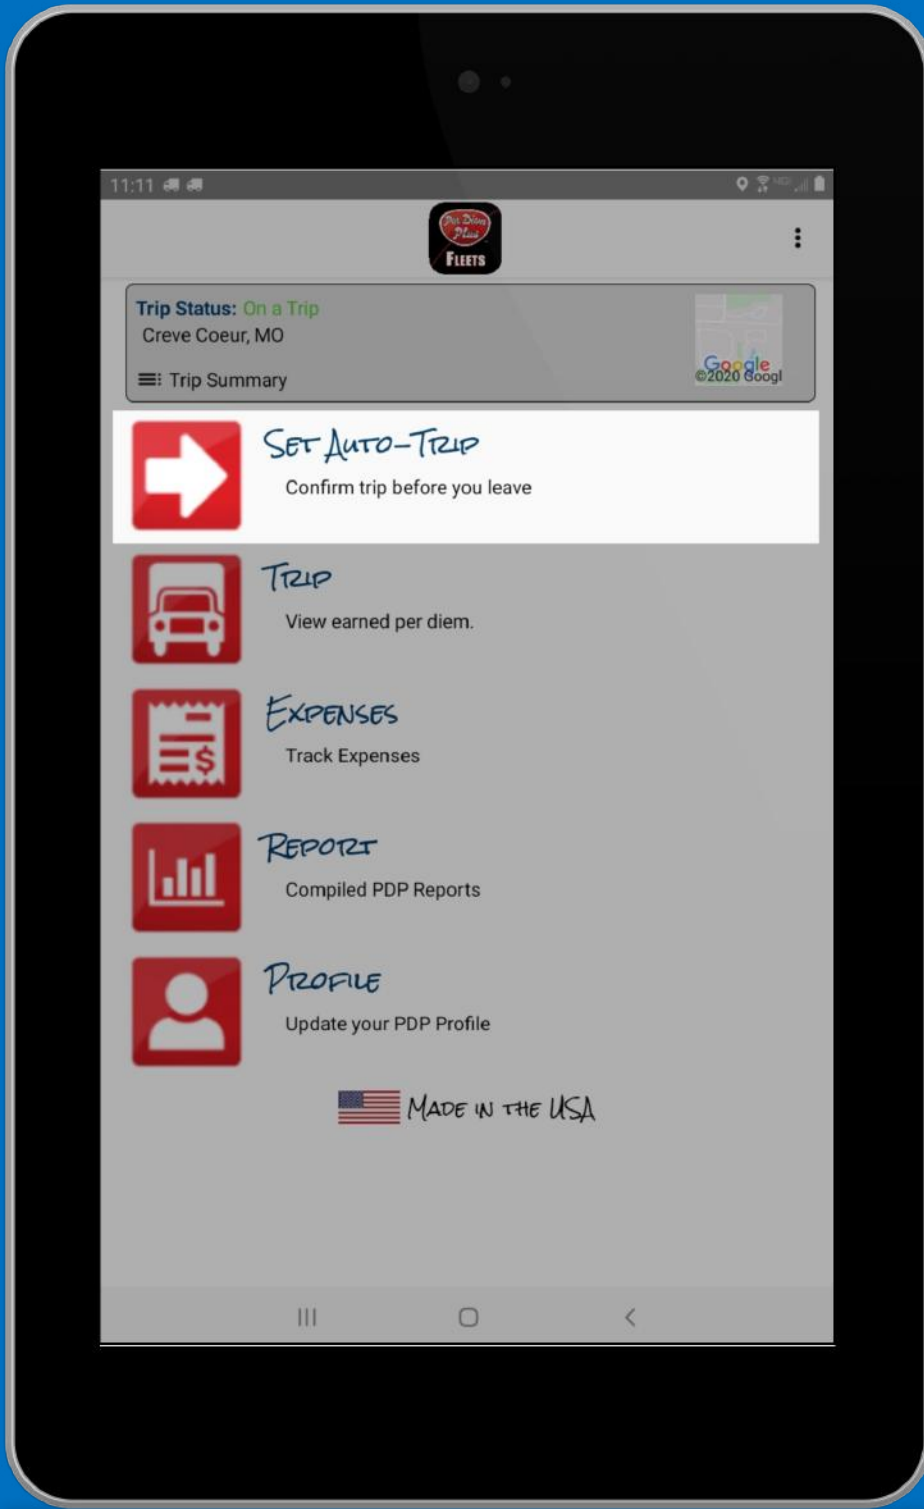 11:11
Per Diem
Plus
FLEETS
Trip Status: On a Trip
Creve Coeur, MO
Trip Summary
Google
©2020 Googl
SET AUTO-TRIP
Confirm trip before you leave
TRIP
View earned per diem.
EXPENSES
Track Expenses
$
REPORT
Compiled PDP Reports
PROFILE
Update your PDP Profile
MADE IN THE USA